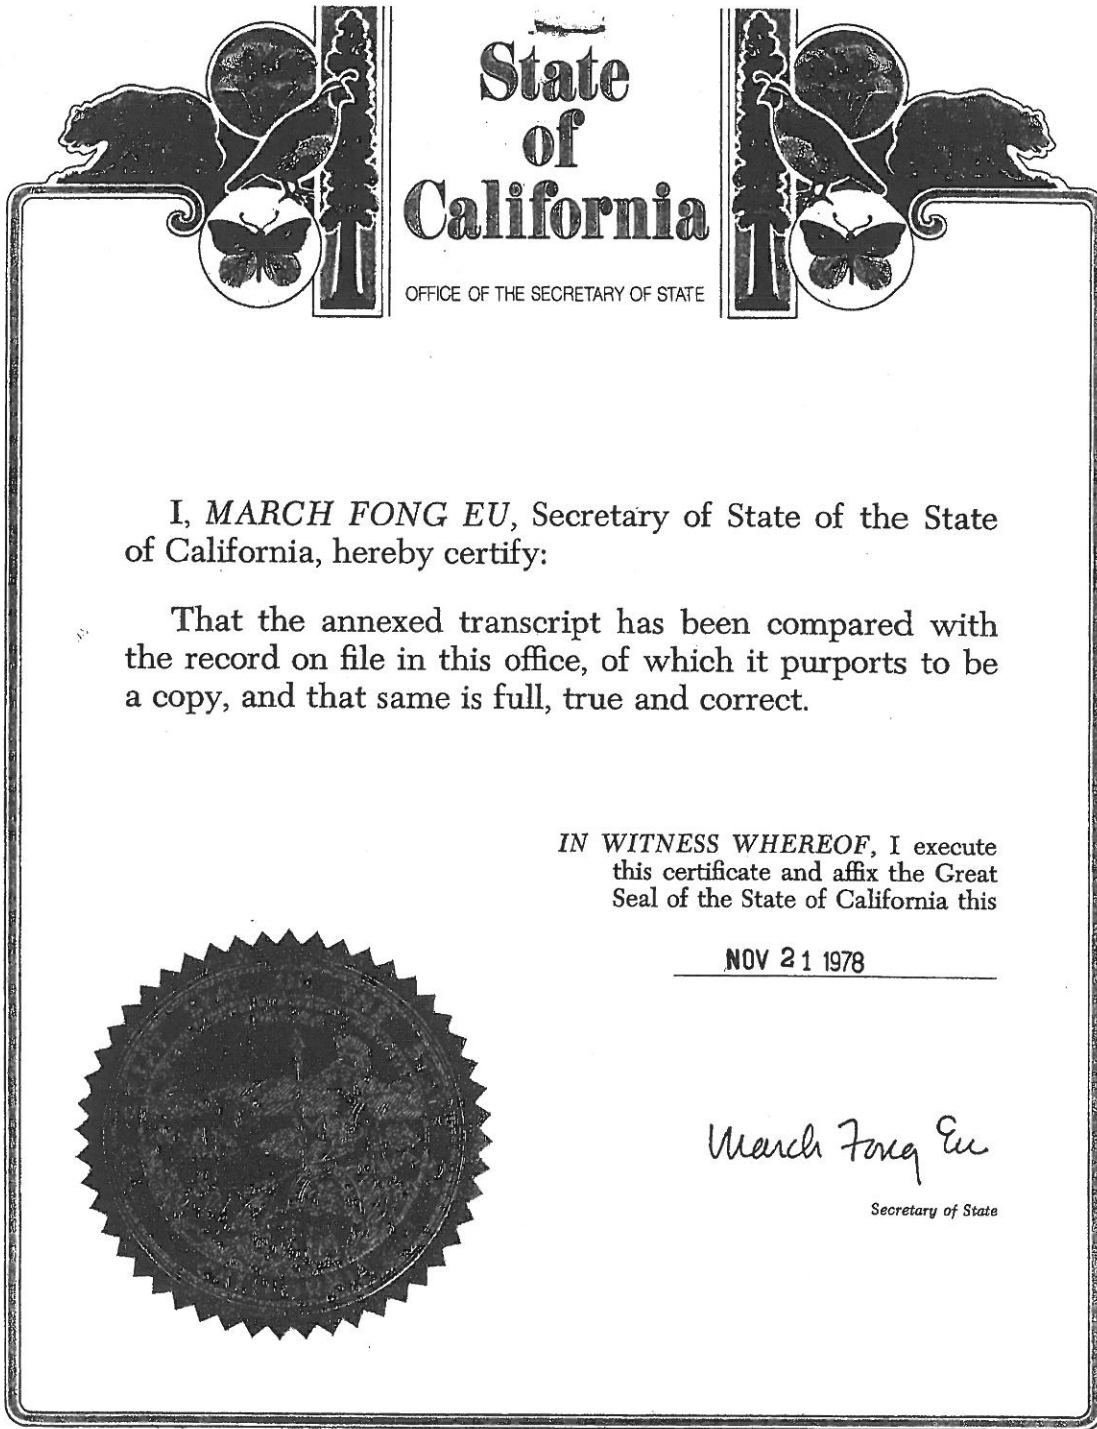 State
of
California
OFFICE OF THE SECRETARY OF STATE
I, MARCH FONG EU, Secretary of State of the State
of California, hereby certify:
That the annexed transcript has been compared with
the record on file in this office, of which it purports to be
a copy, and that same is full, true and correct.
IN WITNESS WHEREOF, I execute
this certificate and affix the Great
Seal of the State of California this
NOV 21 1978
March Fong Eu
Secretary of State